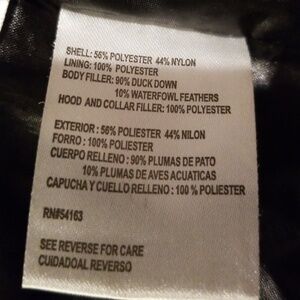 SHELL: 56% POLYESTER 44% NYLON
LINING: 100% POLYESTER
BODY FILLER: 90% DUCK DOWN
10% WATERFOWL FEATHERS
HOOD AND COLLAR FILLER: 100% POLYESTER
EXTERIOR : 56% POLIESTER 44% NILON
FORRO : 100% POLIESTER
CUERPO RELLENO : 90% PLUMAS DE PATO
10% PLUMAS DE AVES ACUATICAS
CAPUCHA Y CUELLO RELLENO : 100 % POLIESTER
RN#54163
SEE REVERSE FOR CARE
CUIDADOAL REVERSO